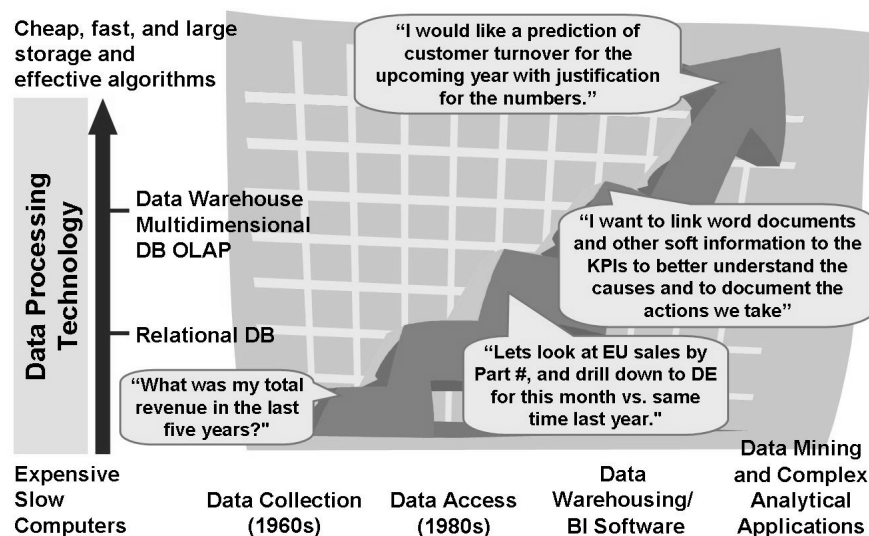 Cheap, fast, and large
storage and
effective algorithms
“I would like a prediction of
customer turnover for the
upcoming year with justification
for the numbers.”
Data Processing
Technology
Data Warehouse
Multidimensional
DB OLAP
“I want to link word documents
and other soft information to the
KPIs to better understand the
causes and to document the
actions we take”
Relational DB
“Lets look at EU sales by
Part #, and drill down to DE
for this month vs. same
time last year."
“What was my total
revenue in the last
five years?"
Expensive
Slow
Computers
Data Collection
(1960s)
Data Access
(1980s)
Data
Warehousing/
BI Software
Data Mining
and Complex
Analytical
Applications